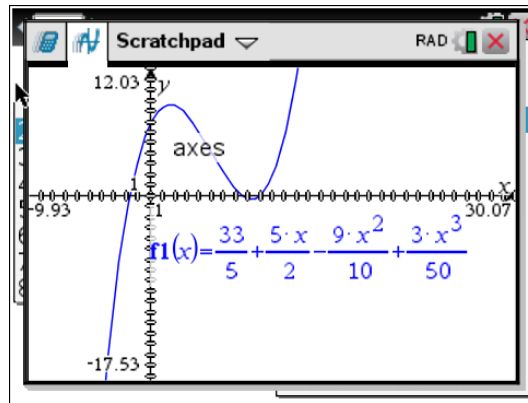 Scratchpad RAD
12.03 y
axes
1 x
-9.93 1 30.07
f1(x)=33/5+5·x/2-9·x^2/10+3·x^3/50
-17.53